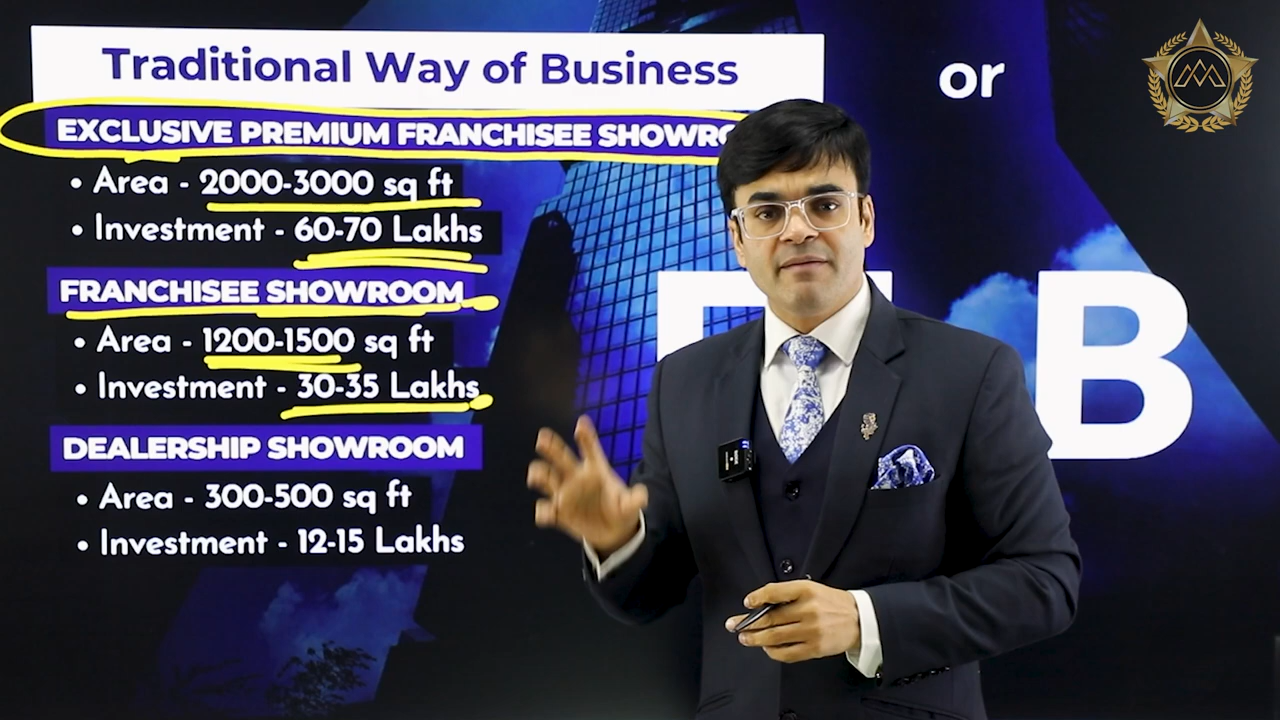 Traditional Way of Business
or
EXCLUSIVE PREMIUM FRANCHISEE
• Area - 2000-3000 sq ft
• Investment - 60-70 Lakhs
FRANCHISEE SHOWROOM
• Area - 1200-1500 sq ft
• Investment - 30-35 Lakhs
B
DEALERSHIP SHOWROOM
• Area - 300-500 sq ft
• Investment - 12-15 Lakhs